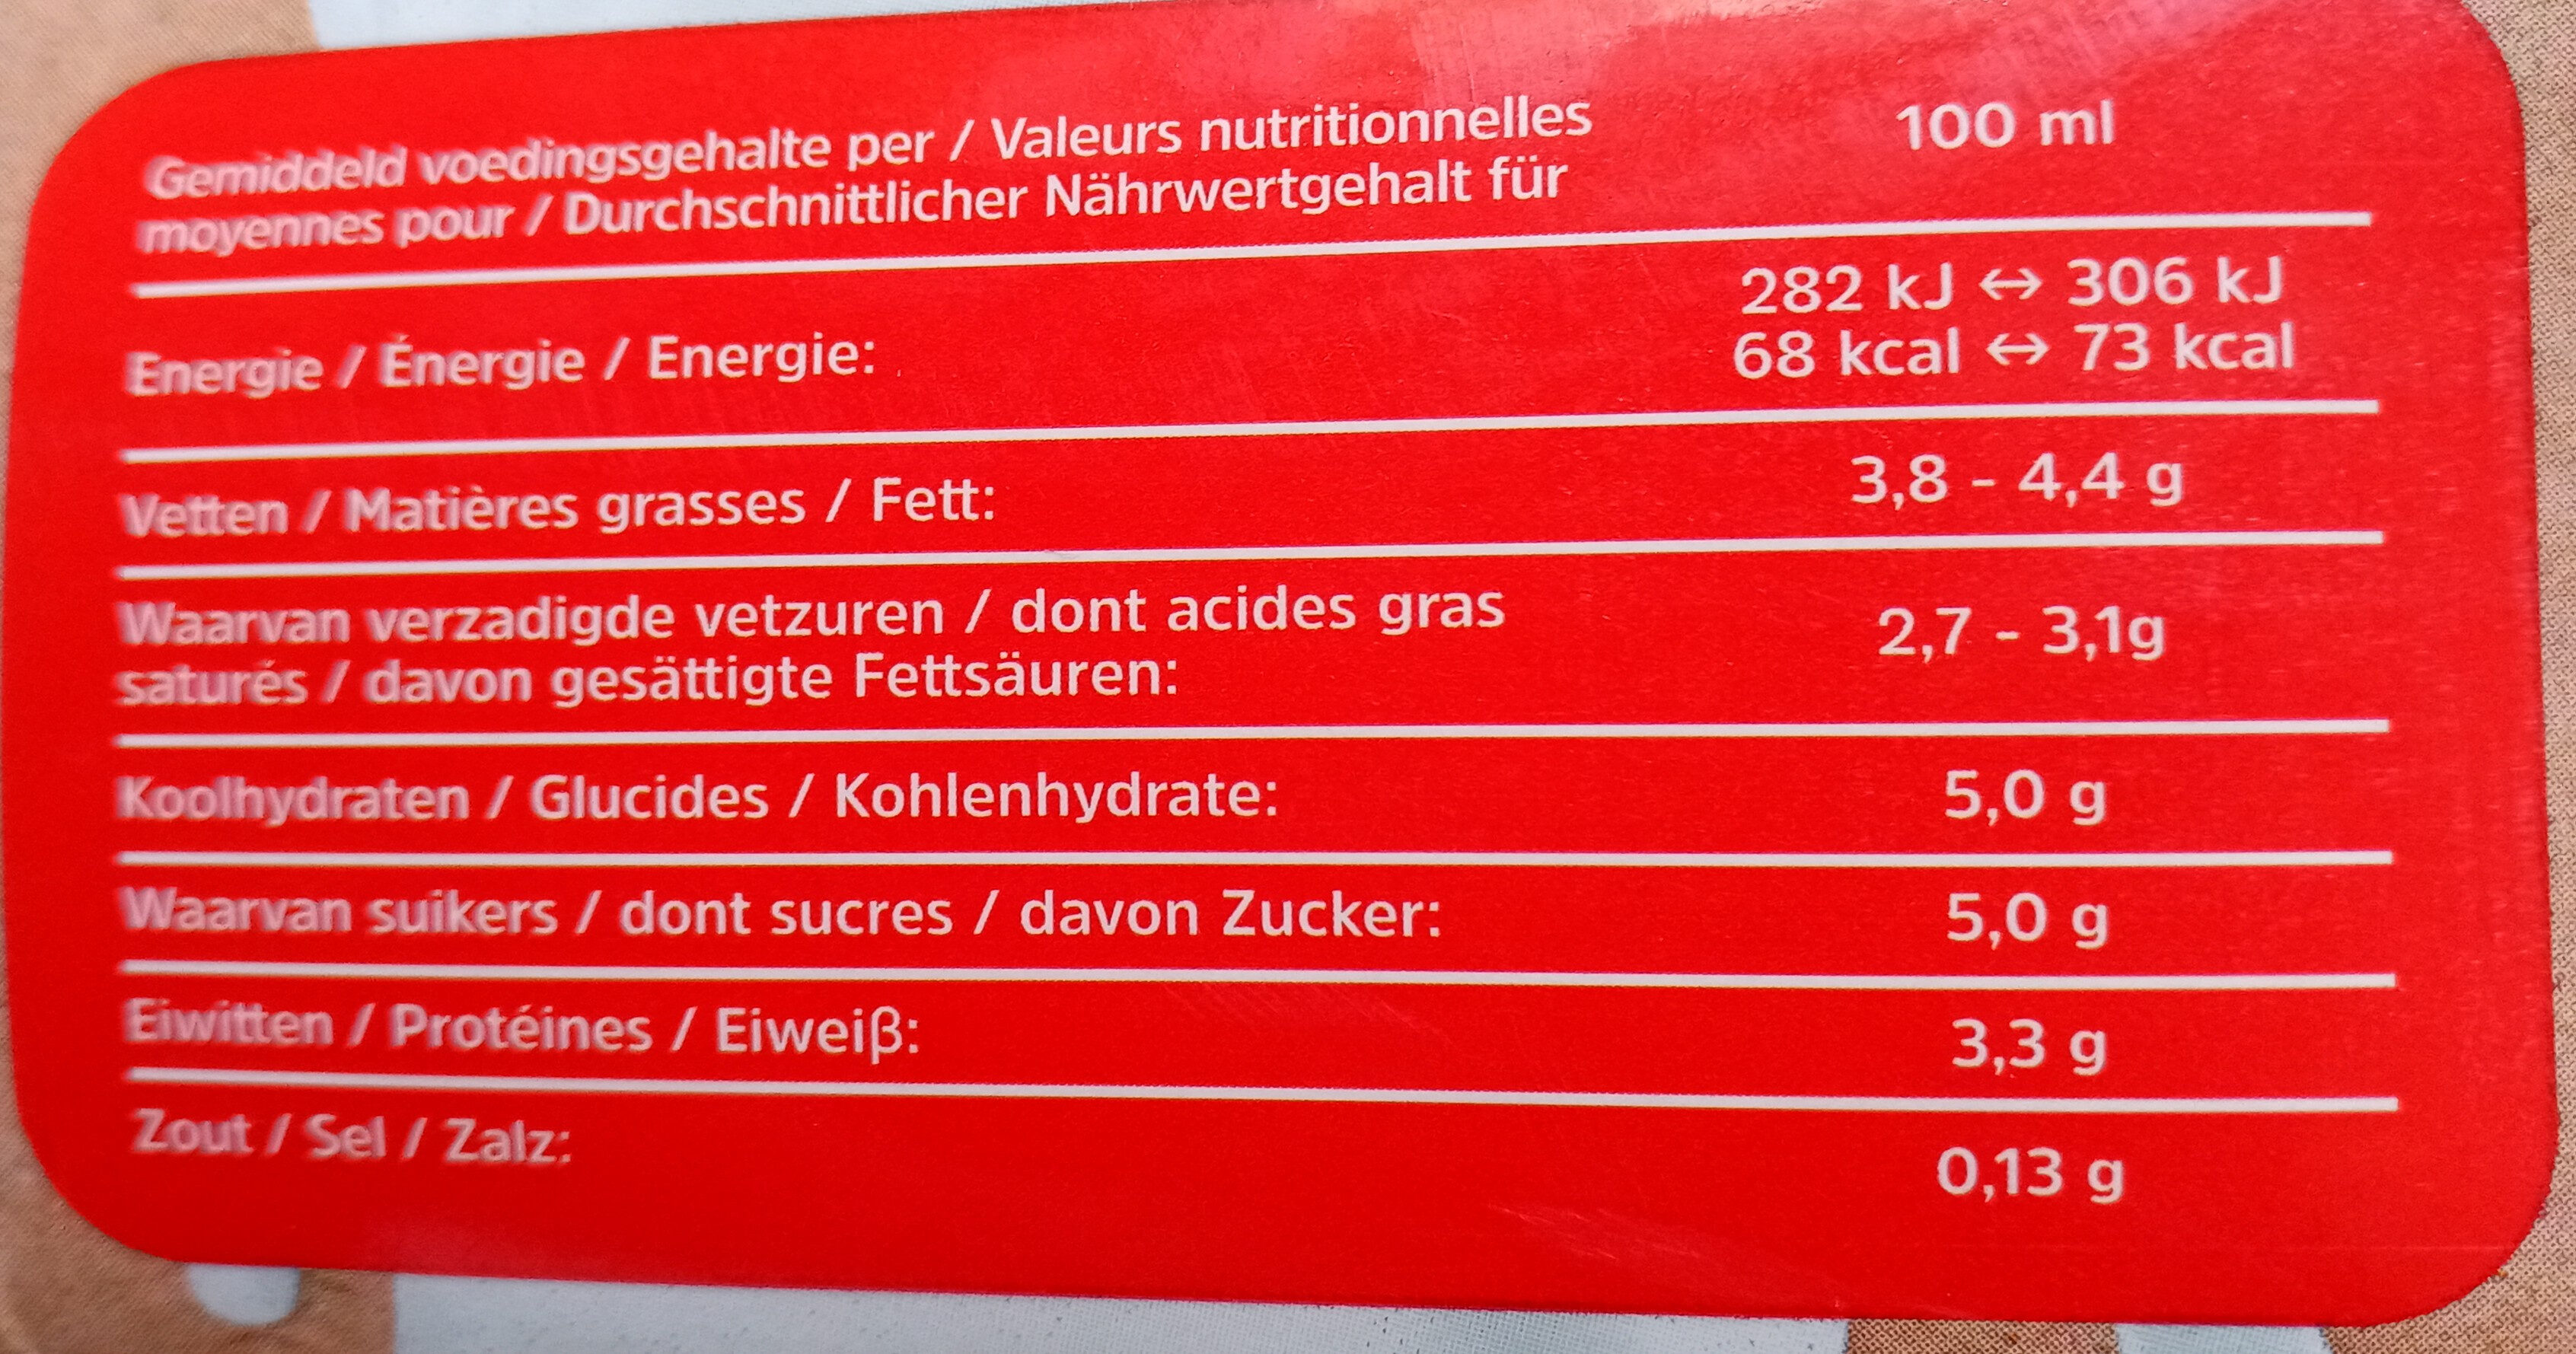 Gemiddeld voedingsgehalte per / Valeurs nutritionnelles
moyennes pour / Durchschnittlicher Nährwertgehalt für
100 ml
Energie / Énergie / Energie:
282 kJ ↔ 306 kJ
68 kcal ↔ 73 kcal
Vetten / Matières grasses / Fett:
3,8 - 4,4 g
Waarvan verzadigde vetzuren / dont acides gras
saturés / davon gesättigte Fettsäuren:
2,7 - 3,1g
Koolhydraten / Glucides / Kohlenhydrate:
5,0 g
Waarvan suikers / dont sucres / davon Zucker:
5,0 g
Eiwitten / Protéines / Eiweiβ:
3,3 g
Zout / Sel / Zalz:
0,13 g